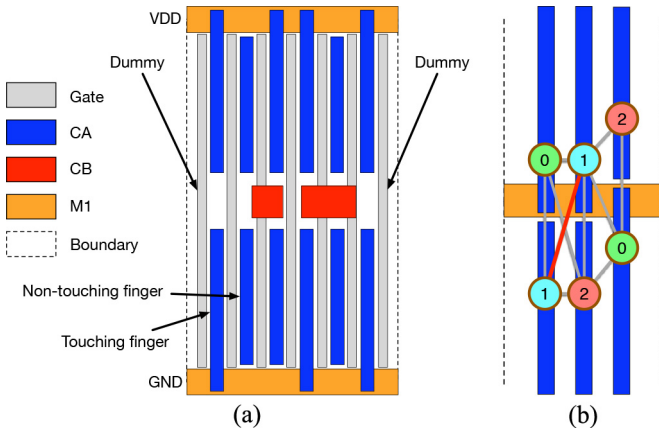 VDD
Dummy
Dummy
Gate
CA
CB
M1
Boundary
Non-touching finger
Touching finger
GND
(a)
2
0
1
0
1
2
(b)